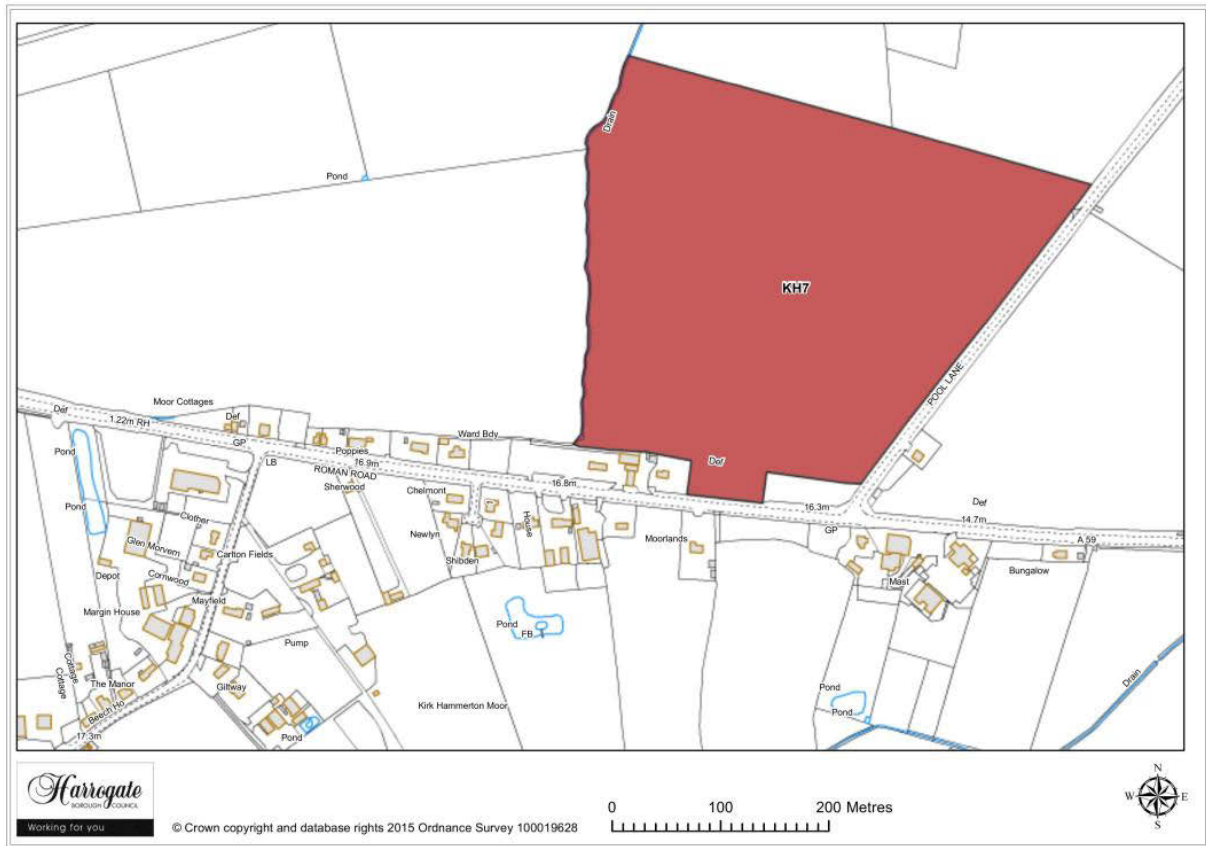 Drain
Pond
KH7
POOL LANE
Moor Cottages
Def
1.22m RH
Def
GP
Ward Bdy
Poppies
16.9m
ROMAN ROAD
LB
Sherwood
16.8m
Def
16.3m
GP
Def
14.7m
A 59
Pond
Pond
Clother
Glen Morvern
Carlton Fields
Cornwood
Depot
Mayfield
Margin House
Chelmont
Newlyn
Shibden
House
Moorlands
Mast
Bungalow
Pond
FB
Pump
Cottage
Cottage
The Manor
Beech Ho
Giltway
17.3m
Pond
Kirk Hammerton Moor
Pond
Pond
Drain
Harrogate
BOROUGH COUNCIL
Working for you
© Crown copyright and database rights 2015 Ordnance Survey 100019628
0 100 200 Metres
N
W E
S